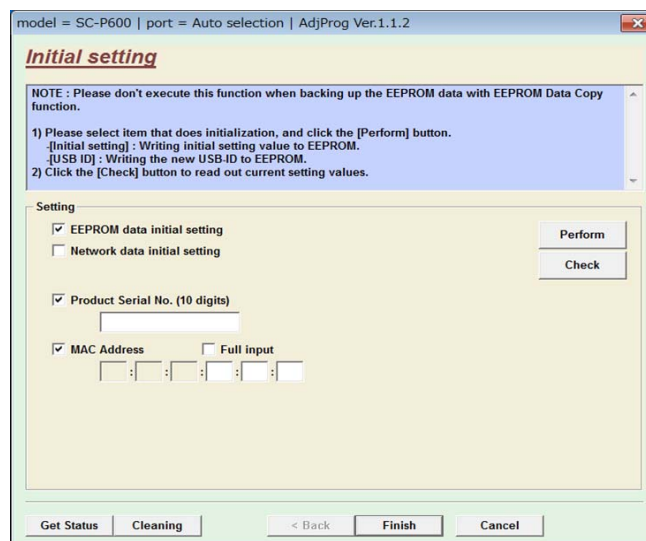 model = SC-P600 | port = Auto selection | AdjProg Ver.1.1.2
Initial setting
NOTE : Please don't execute this function when backing up the EEPROM data with EEPROM Data Copy
function.
1) Please select item that does initialization, and click the [Perform] button.
-[Initial setting] : Writing initial setting value to EEPROM.
-[USB ID] : Writing the new USB-ID to EEPROM.
2) Click the [Check] button to read out current setting values.
Setting
EEPROM data initial setting
Perform
Network data initial setting
Check
Product Serial No. (10 digits)
MAC Address Full input
: : : : :
Get Status Cleaning < Back Finish Cancel